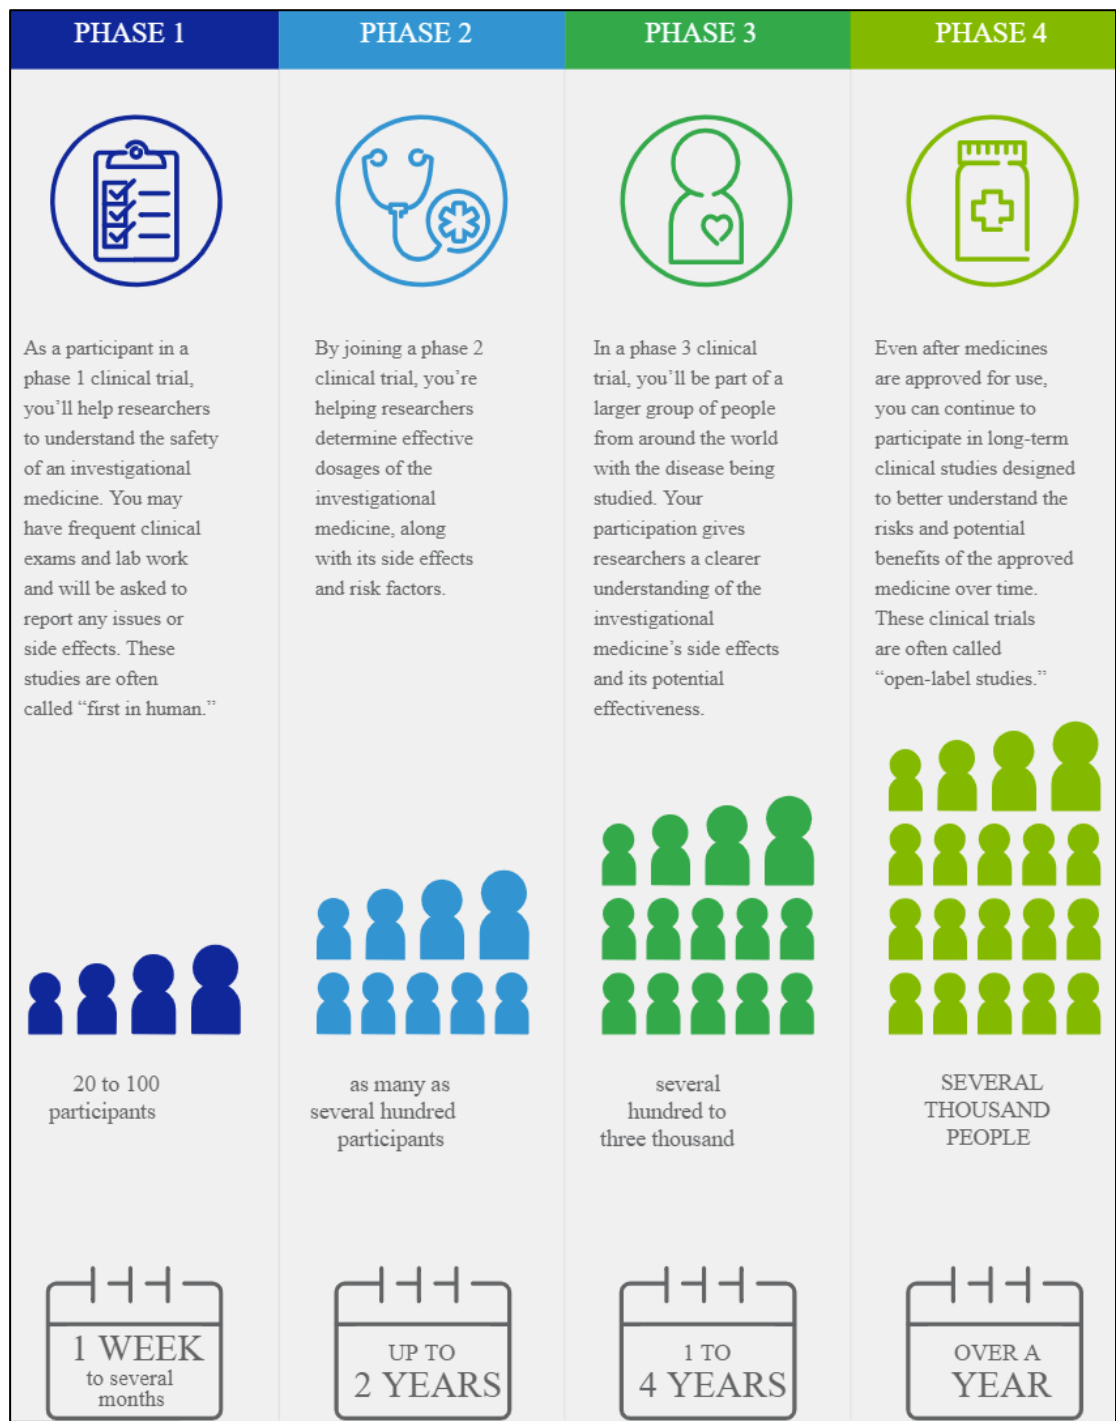 PHASE 1
As a participant in a
phase 1 clinical trial,
you’ll help researchers
to understand the safety
of an investigational
medicine. You may
have frequent clinical
exams and lab work
and will be asked to
report any issues or
side effects. These
studies are often
called “first in human.”
20 to 100
participants
1 WEEK
to several
months
PHASE 2
By joining a phase 2
clinical trial, you’re
helping researchers
determine effective
dosages of the
investigational
medicine, along
with its side effects
and risk factors.
as many as
several hundred
participants
UP TO
2 YEARS
PHASE 3
In a phase 3 clinical
trial, you’ll be part of a
larger group of people
from around the world
with the disease being
studied. Your
participation gives
researchers a clearer
understanding of the
investigational
medicine’s side effects
and its potential
effectiveness.
several
hundred to
three thousand
1 TO
4 YEARS
PHASE 4
Even after medicines
are approved for use,
you can continue to
participate in long-term
clinical studies designed
to better understand the
risks and potential
benefits of the approved
medicine over time.
These clinical trials
are often called
“open-label studies.”
SEVERAL
THOUSAND
PEOPLE
OVER A
YEAR